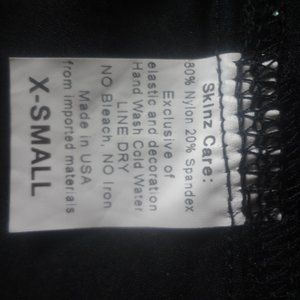 Skinz Care:
80% Nylon 20% Spandex
Exclusive of
elastic and decoration
Hand Wash Cold Water
LINE DRY
NO Bleach, NO Iron
Made in USA
from imported materials
X-SMALL